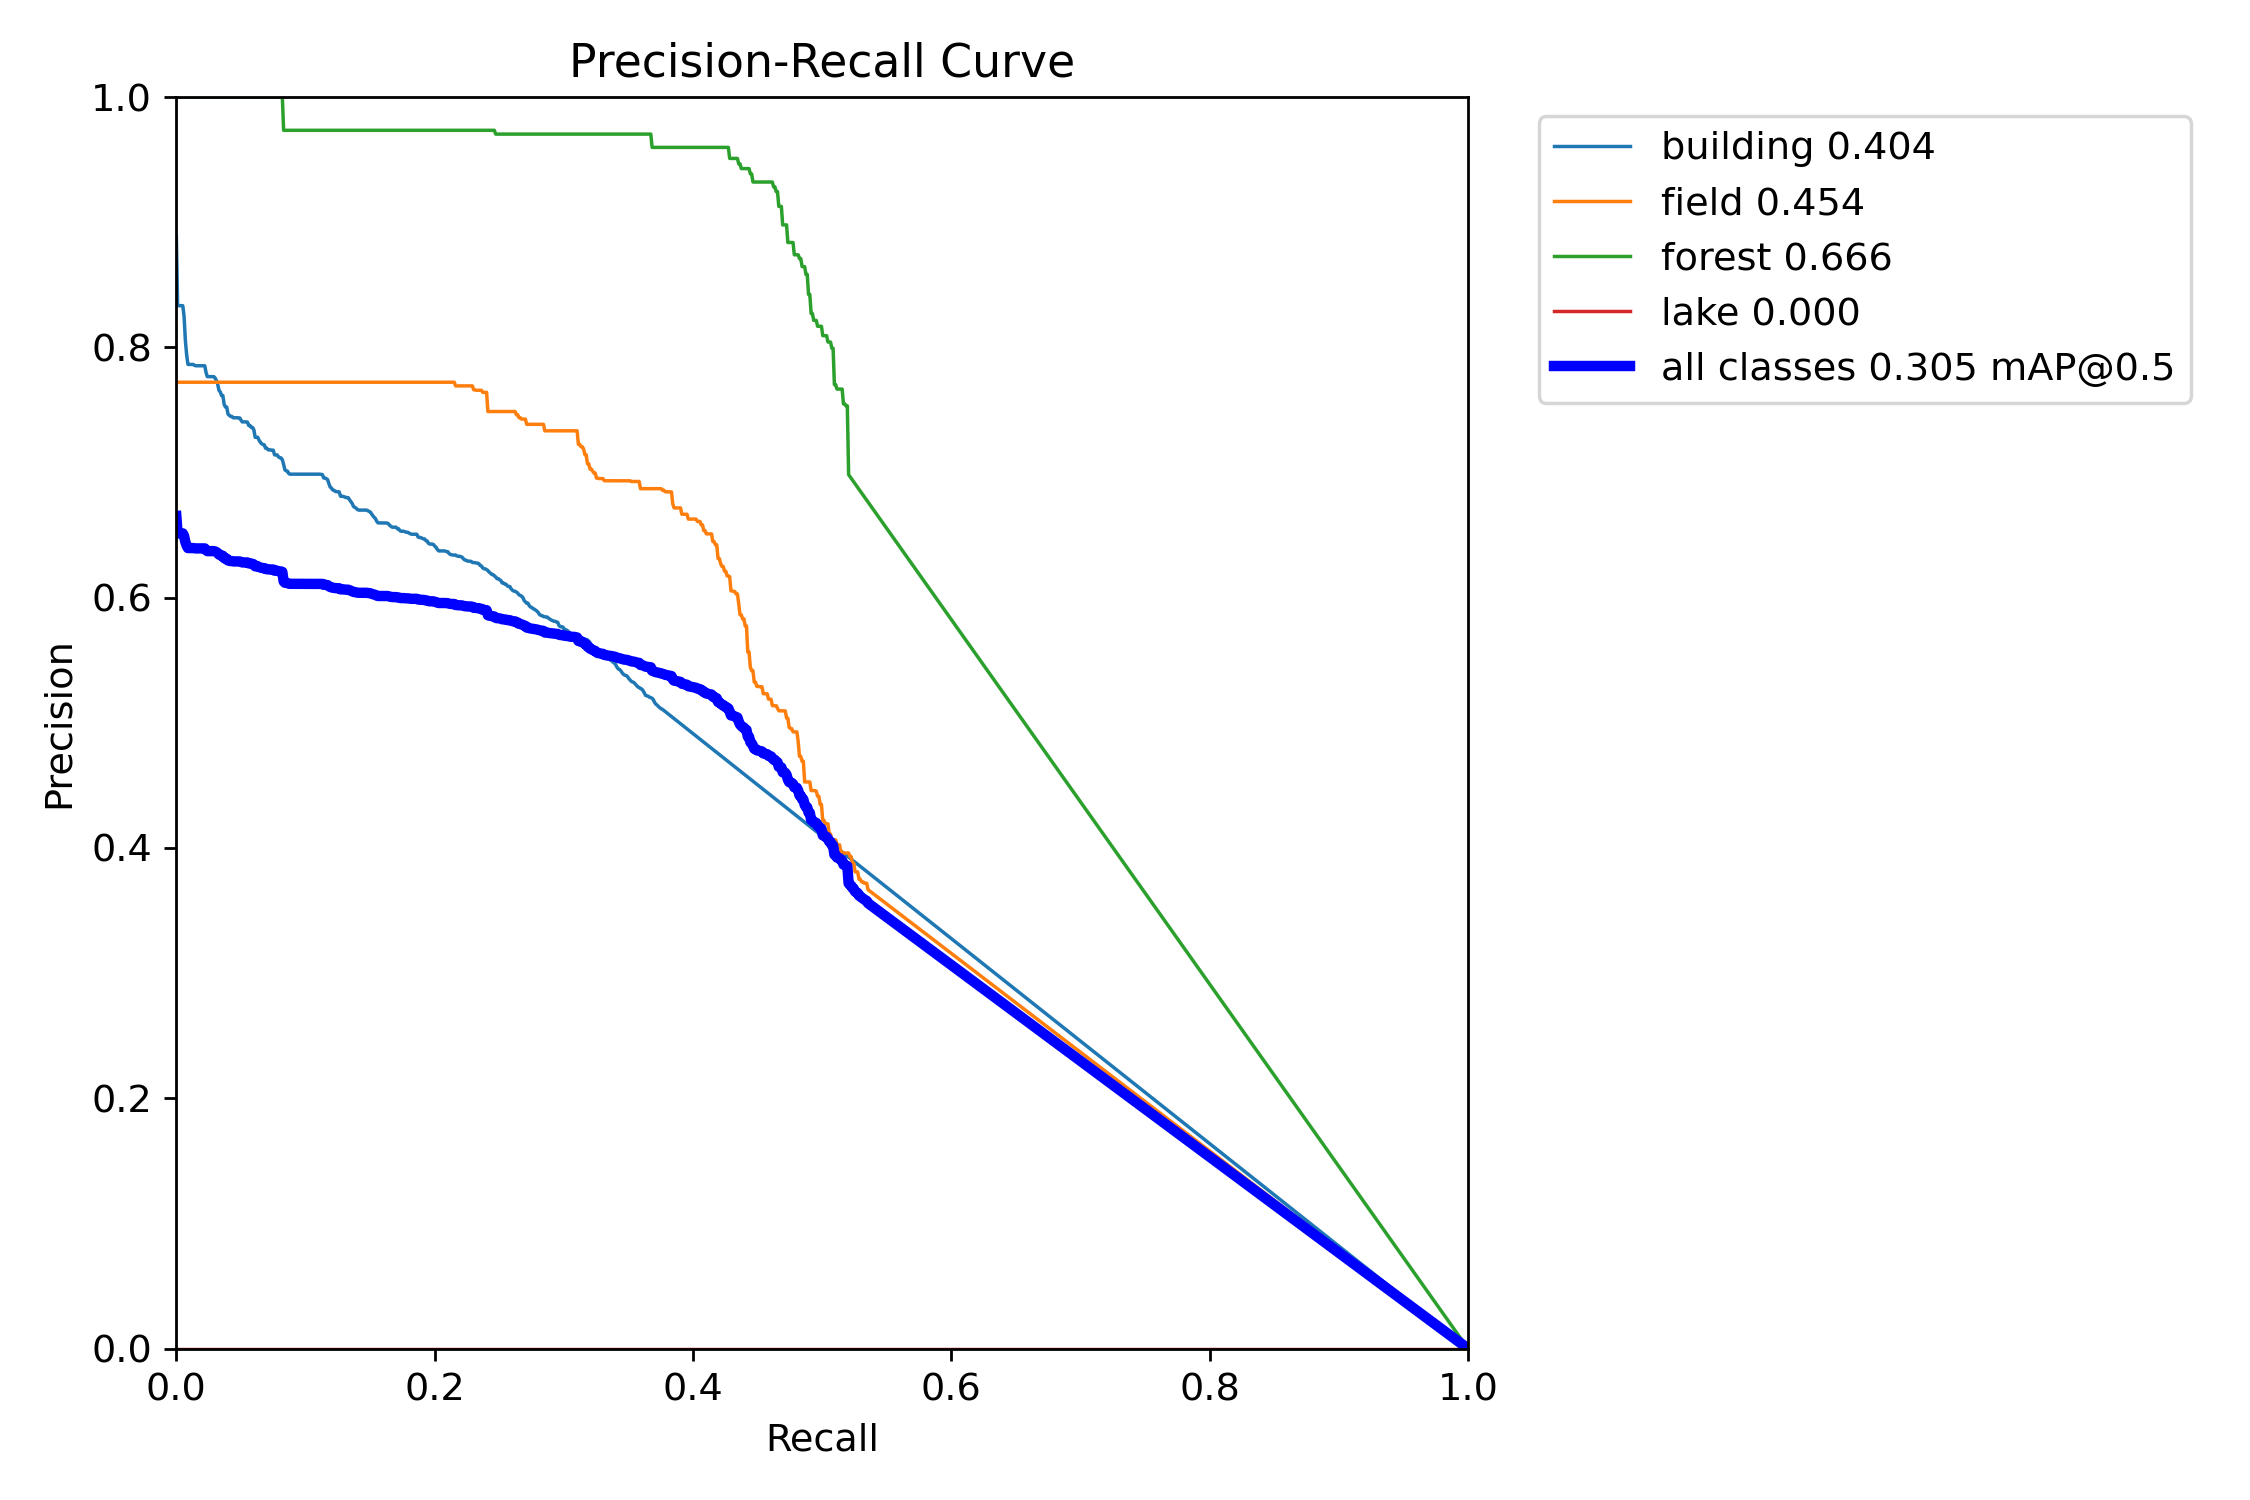 Precision-Recall Curve
1.0
0.8
0.6
0.4
0.2
0.0
Precision
0.0 0.2 0.4 0.6 0.8 1.0
Recall
building 0.404
field 0.454
forest 0.666
lake 0.000
all classes 0.305 mAP@0.5